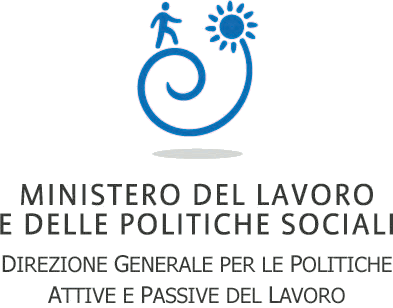 MINISTERO DEL LAVORO
E DELLE POLITICHE SOCIALI
DIREZIONE GENERALE PER LE POLITICHE
ATTIVE E PASSIVE DEL LAVORO